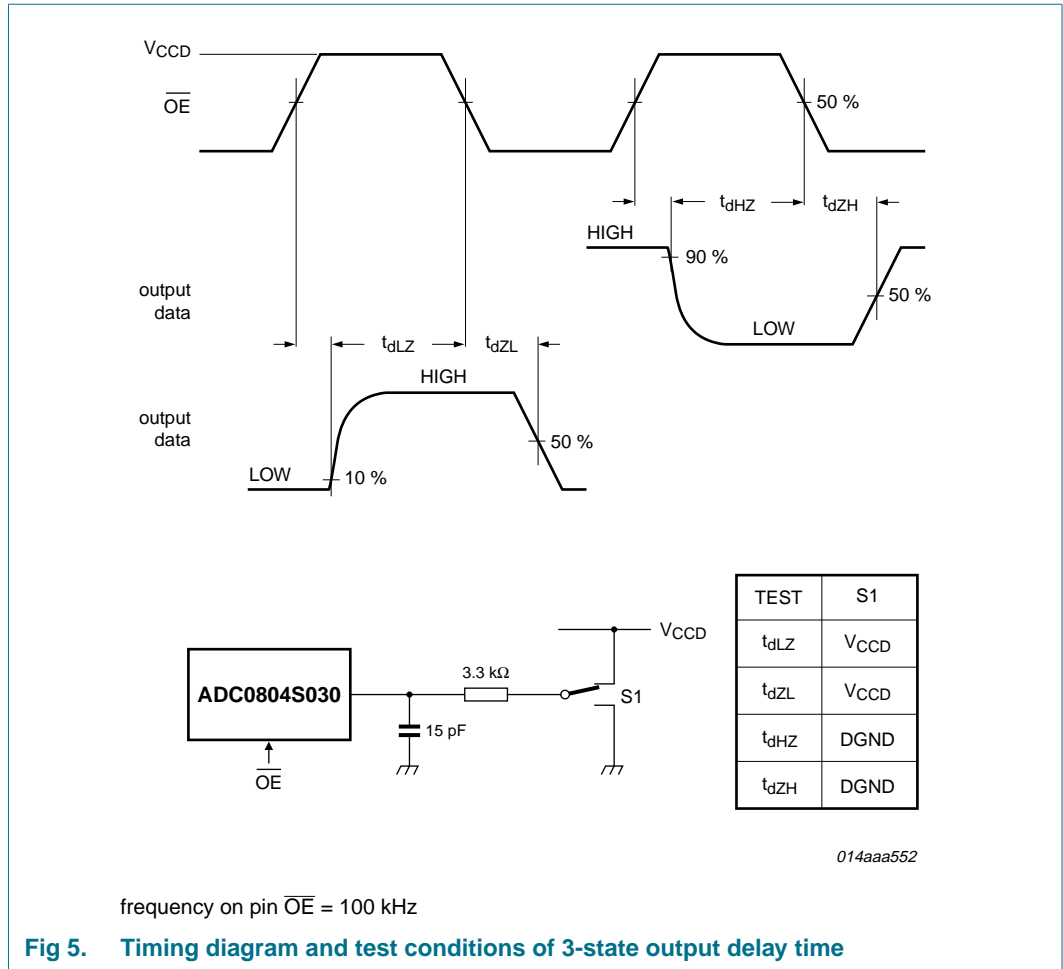 VCCD
OE
50 %
tdHZ
tdZH
HIGH
90 %
output
data
50 %
LOW
tdLZ
tdZL
HIGH
output
data
50 %
LOW
10 %
VCCD
3.3 kΩ
ADC0804S030
S1
15 pF
OE
TEST S1
tdLZ VCCD
tdZL VCCD
tdHZ DGND
tdZH DGND
014aaa552
frequency on pin OE = 100 kHz
Fig 5. Timing diagram and test conditions of 3-state output delay time